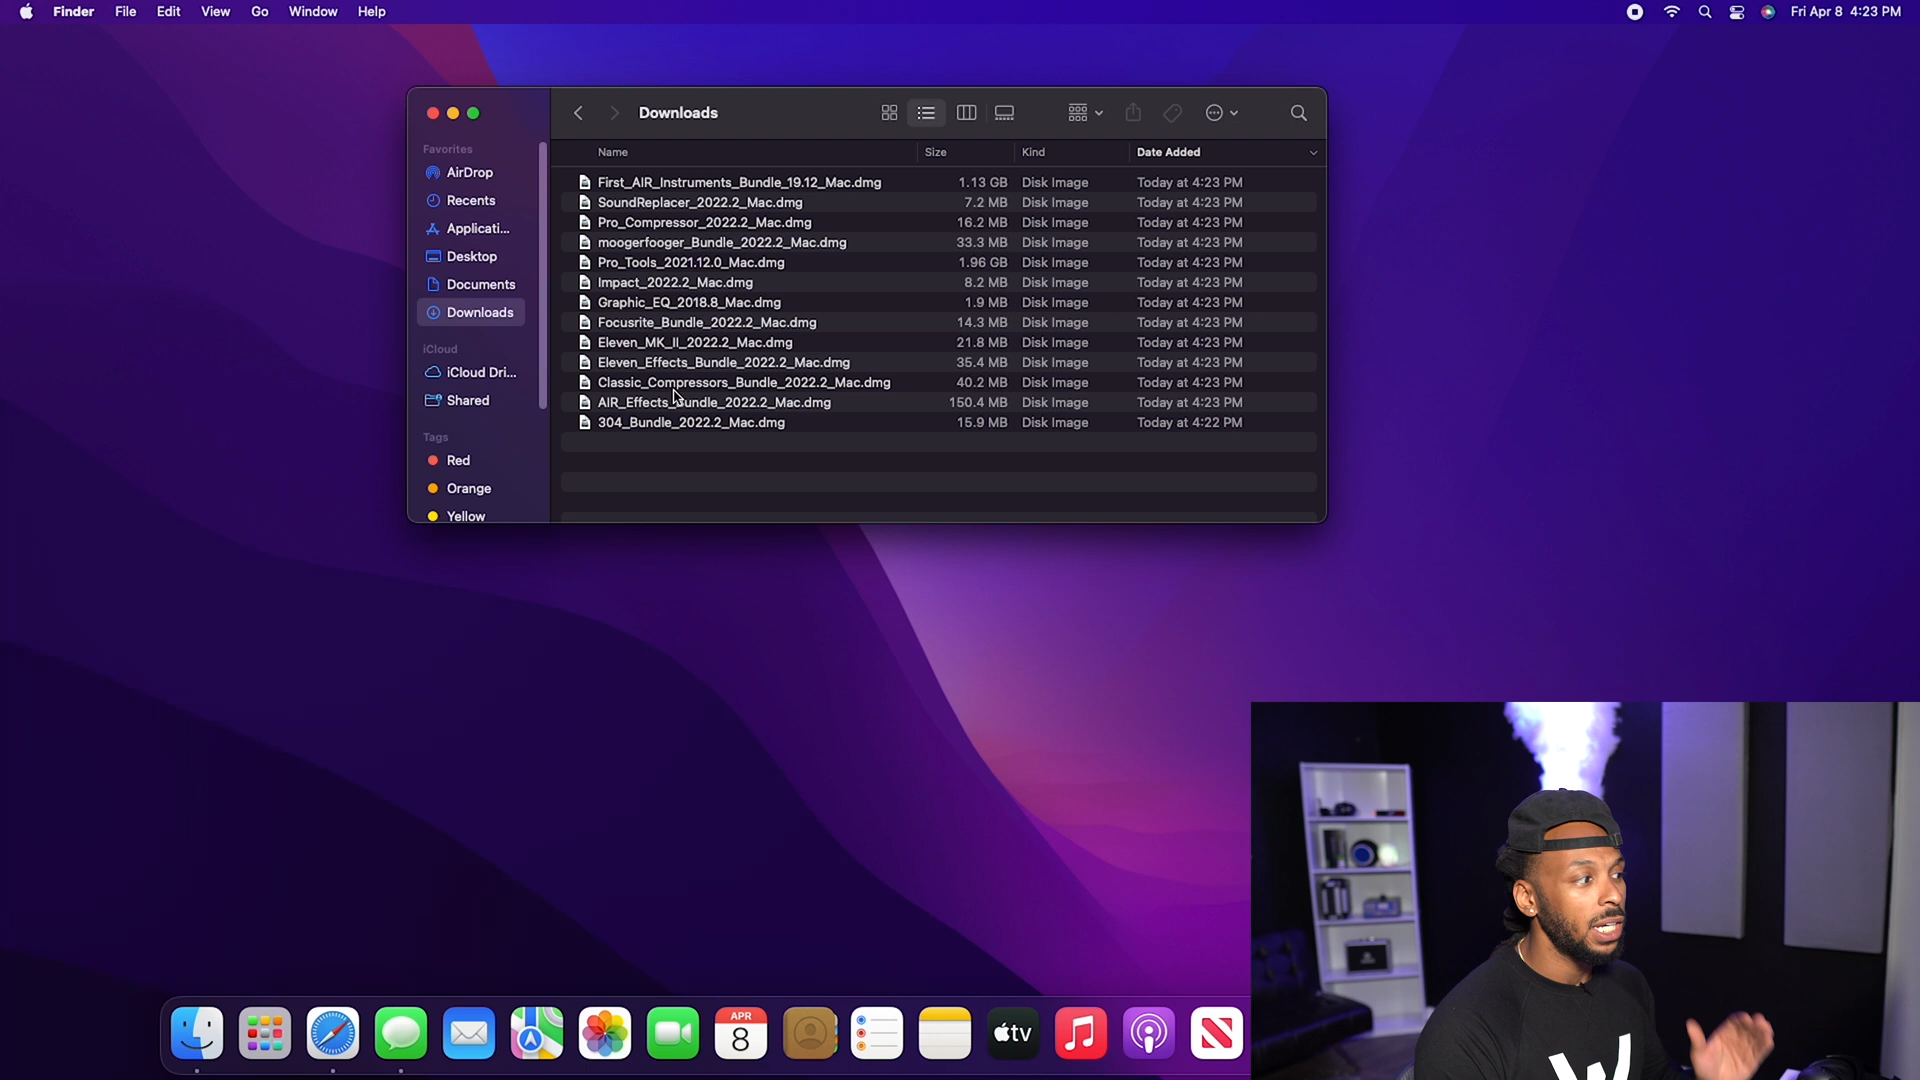 Finder File Edit View Go Window Help Fri Apr 8 4:23 PM
Downloads
Favorites
AirDrop
Recents
Applicati...
Desktop
Documents
Downloads
iCloud
iCloud Dri...
Shared
Tags
Red
Orange
Yellow
Name Size Kind Date Added
First_AIR_Instruments_Bundle_19.12_Mac.dmg 1.13 GB Disk Image Today at 4:23 PM
SoundReplacer_2022.2_Mac.dmg 7.2 MB Disk Image Today at 4:23 PM
Pro_Compressor_2022.2_Mac.dmg 16.2 MB Disk Image Today at 4:23 PM
moogerfooger_Bundle_2022.2_Mac.dmg 33.3 MB Disk Image Today at 4:23 PM
Pro_Tools_2021.12.0_Mac.dmg 1.96 GB Disk Image Today at 4:23 PM
Impact_2022.2_Mac.dmg 8.2 MB Disk Image Today at 4:23 PM
Graphic_EQ_2018.8_Mac.dmg 1.9 MB Disk Image Today at 4:23 PM
Focusrite_Bundle_2022.2_Mac.dmg 14.3 MB Disk Image Today at 4:23 PM
Eleven_MK_II_2022.2_Mac.dmg 21.8 MB Disk Image Today at 4:23 PM
Eleven_Effects_Bundle_2022.2_Mac.dmg 35.4 MB Disk Image Today at 4:23 PM
Classic_Compressors_Bundle_2022.2_Mac.dmg 40.2 MB Disk Image Today at 4:23 PM
AIR_Effects_Bundle_2022.2_Mac.dmg 150.4 MB Disk Image Today at 4:23 PM
304_Bundle_2022.2_Mac.dmg 15.9 MB Disk Image Today at 4:22 PM
APR
8
tv
W